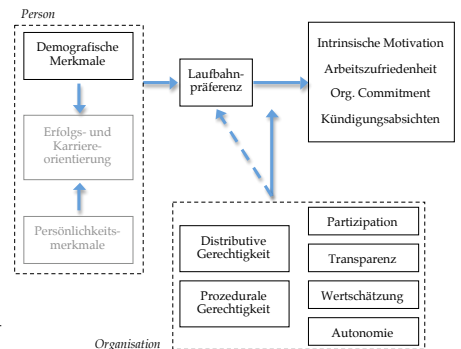 Person
Demografische
Merkmale
Erfolgs- und
Karriere-
orientierung
Persönlichkeits-
merkmale
Laufbahn-
präferenz
Intrinsische Motivation
Arbeitszufriedenheit
Org. Commitment
Kündigungsabsichten
Distributive
Gerechtigkeit
Prozedurale
Gerechtigkeit
Partizipation
Transparenz
Wertschätzung
Autonomie
Organisation